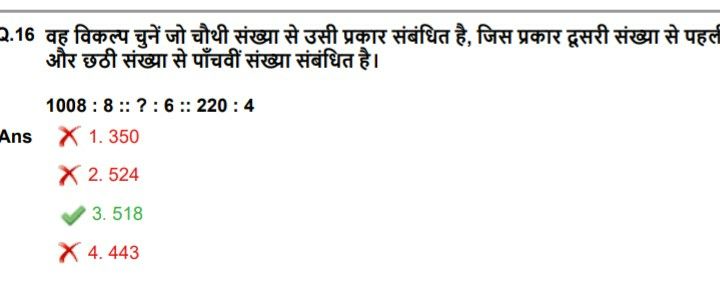 Q.16 वह विकल्प चुनें जो चौथी संख्या से उसी प्रकार संबंधित है, जिस प्रकार दूसरी संख्या से पहली
और छठी संख्या से पाँचवीं संख्या संबंधित है।
1008 : 8 :: ? : 6 :: 220 : 4
Ans 1. 350
2. 524
3. 518
4. 443